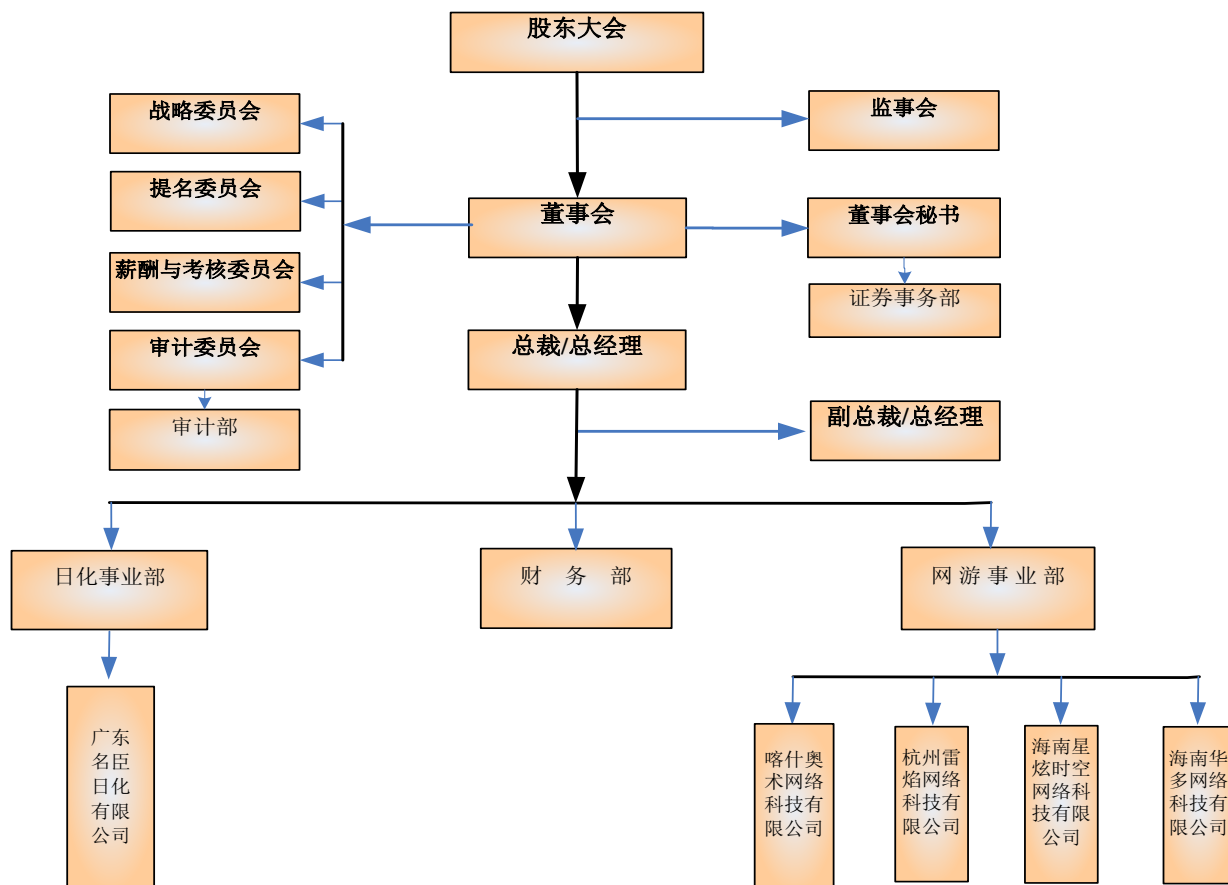 股东大会
战略委员会
监事会
提名委员会
董事会
董事会秘书
薪酬与考核委员会
证券事务部
审计委员会
总裁/总经理
审计部
副总裁/总经理
日化事业部
财 务 部
网 游 事 业 部
广东
名臣
日化
有限
公司
喀什奥
术网络
科技有
限公司
杭州雷
焰网络
科技有
限公司
海南星
炫时空
网络科
技有限
公司
海南华
多网络
科技有
限公司